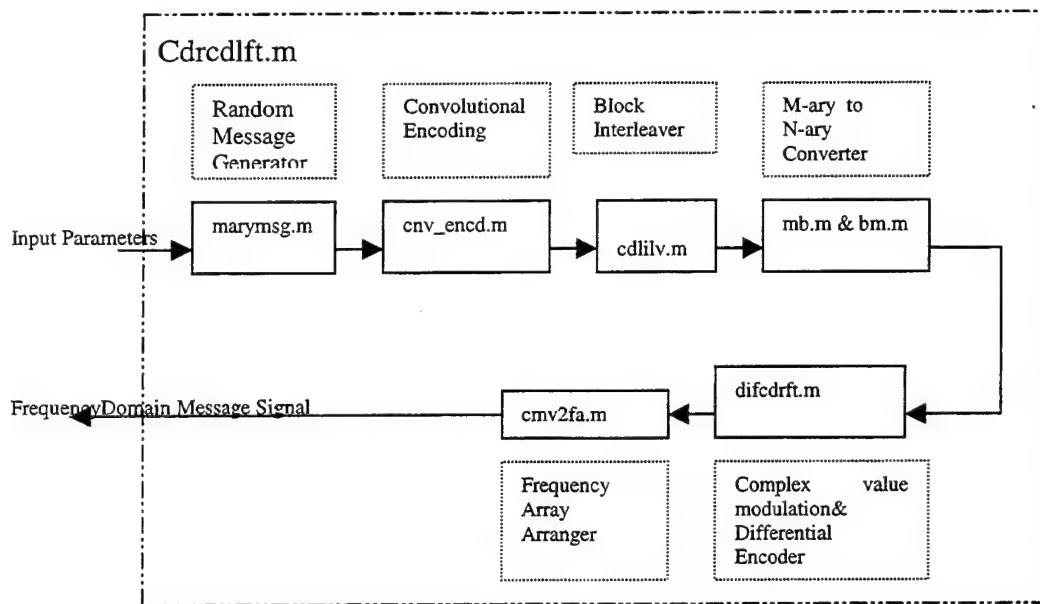 Cdrcdlft.m
Random
Message
Generator
Convolutional
Encoding
Block
Interleaver
M-ary to
N-ary
Converter
Input Parameters
marymsg.m
cnv_encd.m
cdlilv.m
mb.m & bm.m
FrequencyDomain Message Signal
cmv2fa.m
difcdrft.m
Frequency
Array
Arranger
Complex value
modulation&
Differential
Encoder